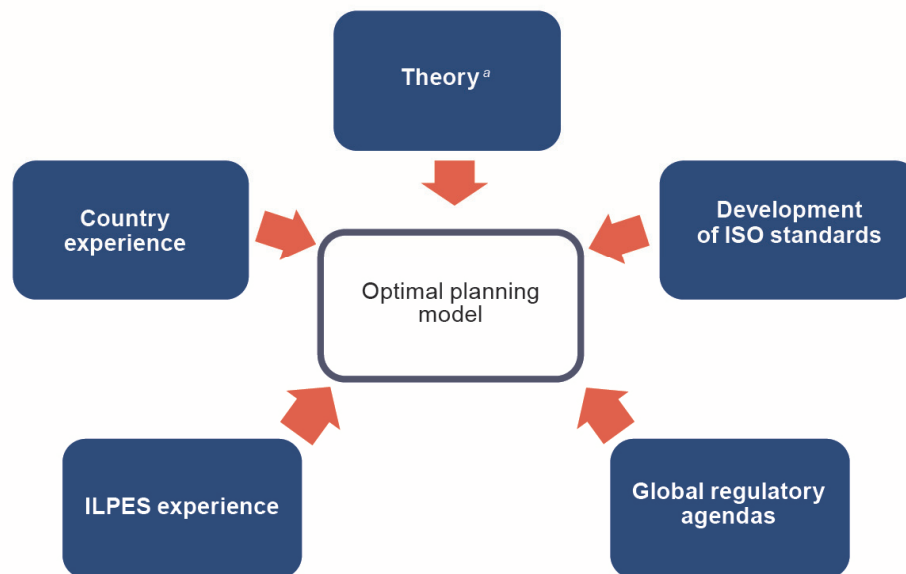 Theory a
Country
experience
Development
of ISO standards
Optimal planning
model
ILPES experience
Global regulatory
agendas